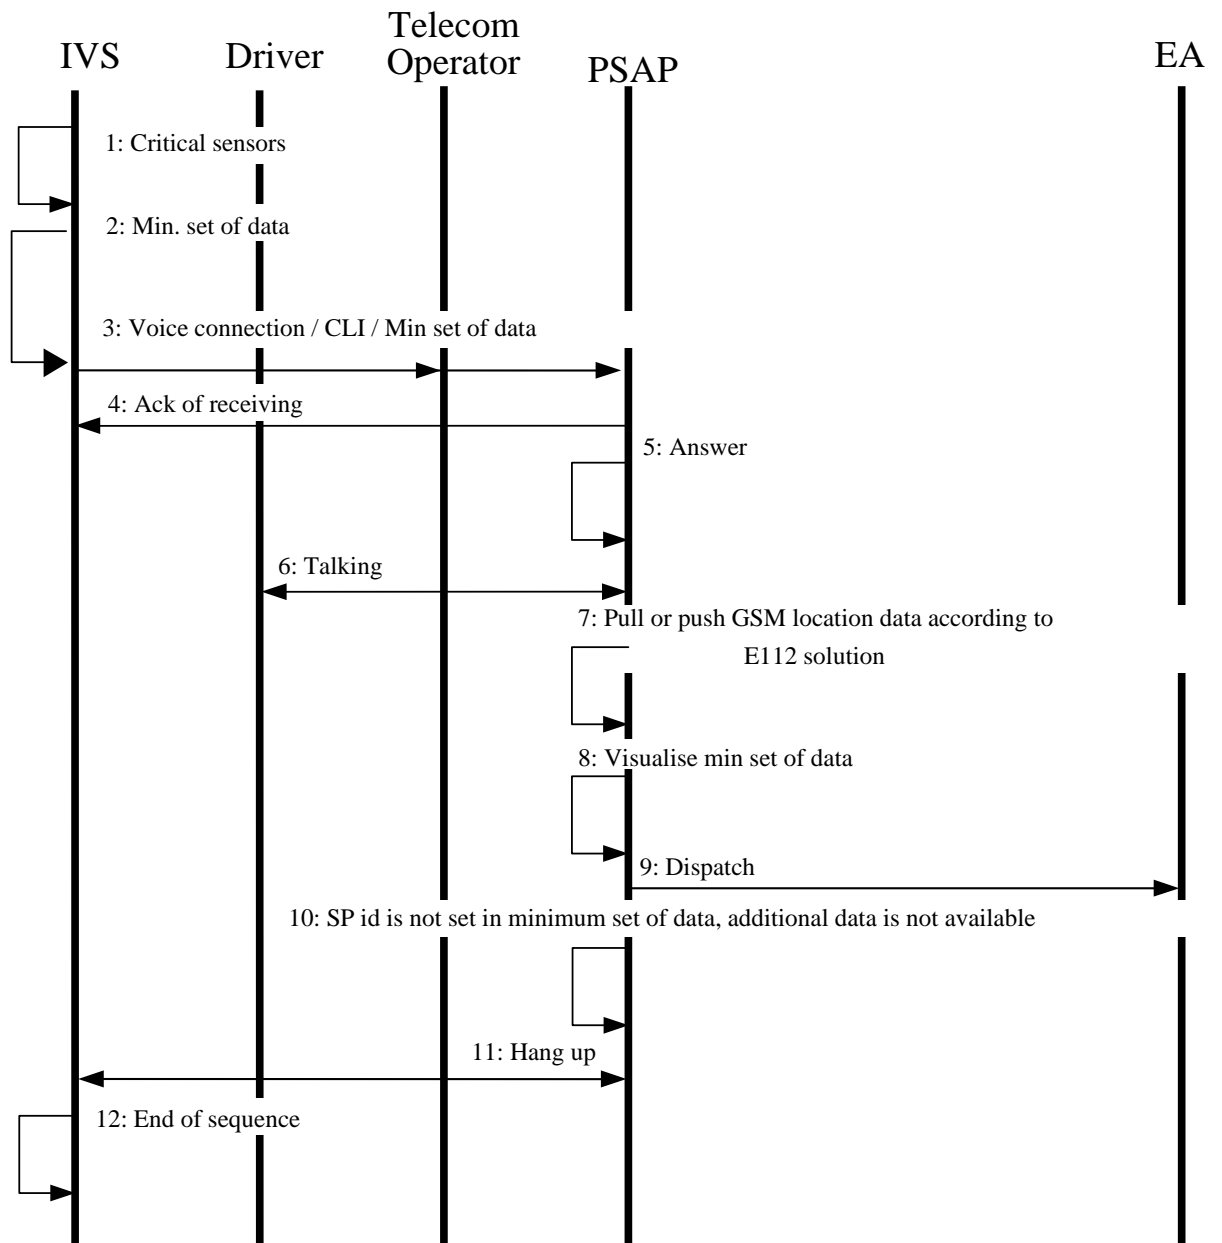 IVS
Driver
Telecom
Operator
PSAP
EA
1: Critical sensors
2: Min. set of data
3: Voice connection / CLI / Min set of data
4: Ack of receiving
5: Answer
6: Talking
7: Pull or push GSM location data according to
E112 solution
8: Visualise min set of data
9: Dispatch
10: SP id is not set in minimum set of data, additional data is not available
11: Hang up
12: End of sequence